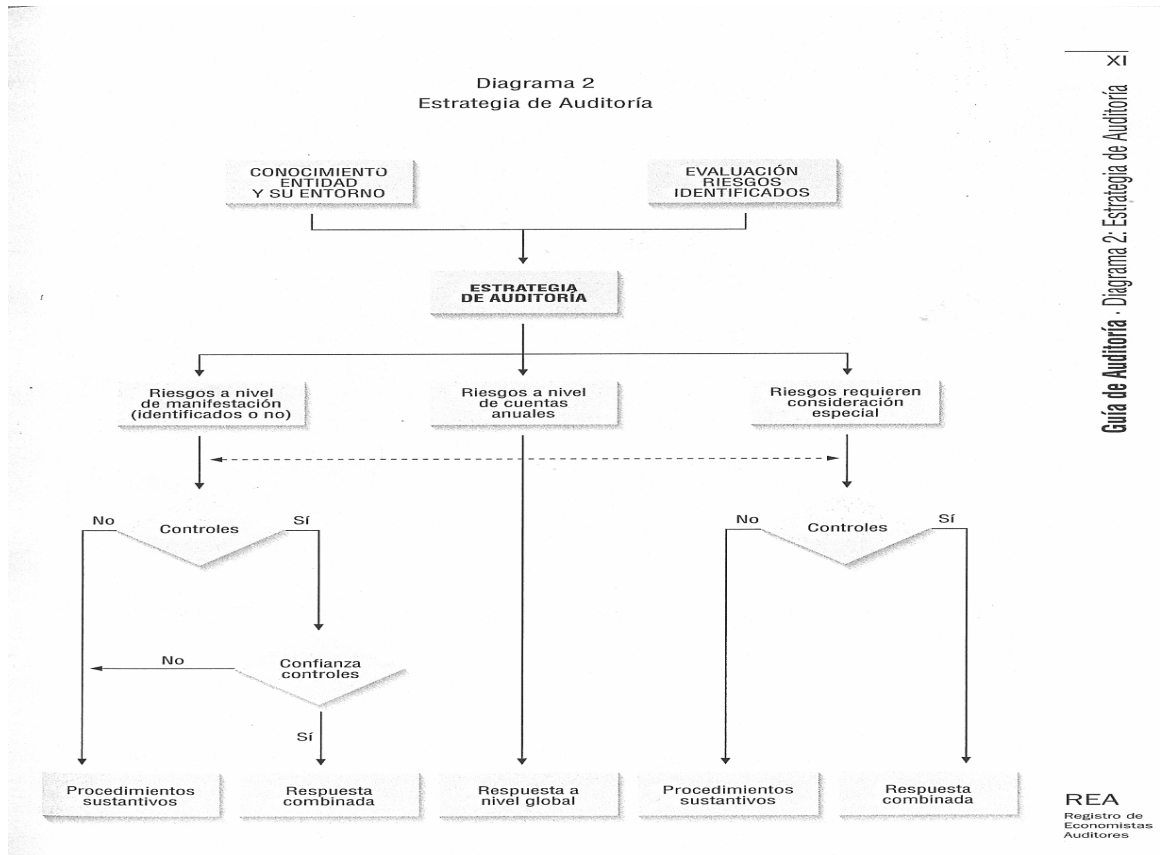 Diagrama 2
Estrategia de Auditoría
CONOCIMIENTO
ENTIDAD
Y SU ENTORNO
EVALUACIÓN
RIESGOS
IDENTIFICADOS
ESTRATEGIA
DE AUDITORÍA
Riesgos a nivel
de manifestación
(identificados o no)
Riesgos a nivel
de cuentas
anuales
Riesgos requieren
consideración
especial
No
Controles
Sí
No
Controles
Sí
No
Confianza
controles
Sí
Procedimientos
sustantivos
Respuesta
combinada
Respuesta a
nivel global
Procedimientos
sustantivos
Respuesta
combinada
XI
Guía de Auditoría · Diagrama 2: Estrategia de Auditoría
REA
Registro de
Economistas
Auditores